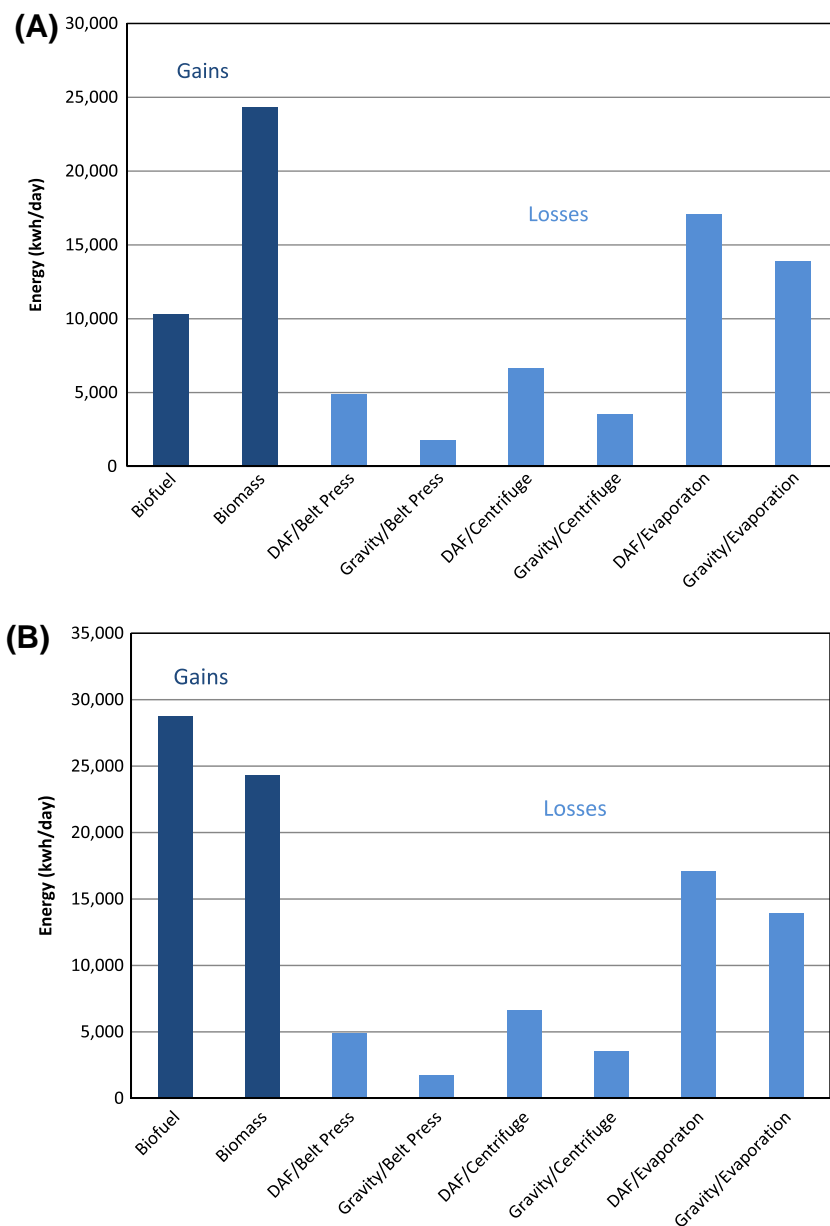 (A)
30,000
Gains
25,000
20,000
Losses
15,000
10,000
5,000
0
Energy (kwh/day)
Biofuel
Biomass
DAF/Belt Press
Gravity/Belt Press
DAF/Centrifuge
Gravity/Centrifuge
DAF/Evaporaton
Gravity/Evaporation
(B)
35,000
Gains
30,000
25,000
Losses
20,000
15,000
10,000
5,000
0
Energy (kwh/day)
Biofuel
Biomass
DAF/Belt Press
Gravity/Belt Press
DAF/Centrifuge
Gravity/Centrifuge
DAF/Evaporaton
Gravity/Evaporation